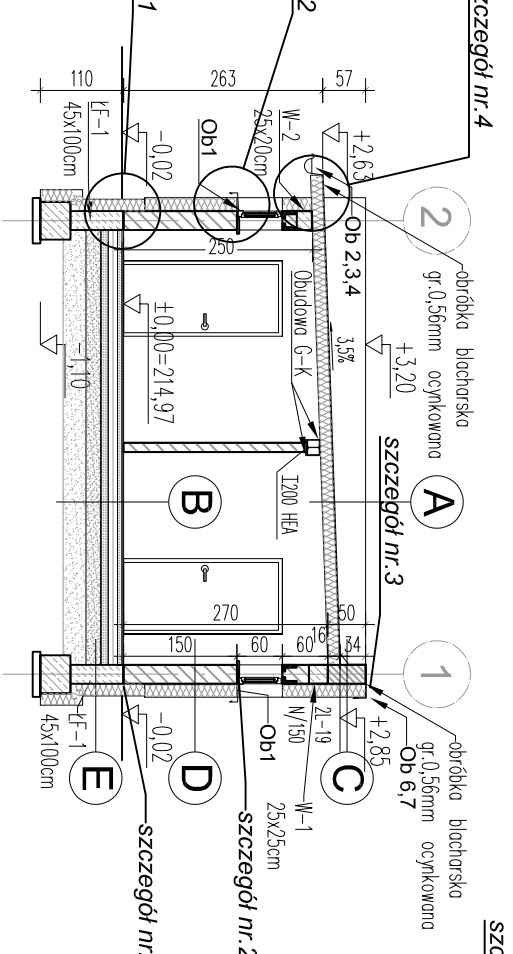 szczegół nr.4
2
1
110
263
57
ŁF-1
45x100cm
-0,02
Ob1
W-2
25x20cm
+2,63
2
Ob 2,3,4
obróbka blacharska
gr.0,56mm ocynkowana
250
Obudowa G-K
3,5%
+3,20
±0,00=214,97
-1,10
I200 HEA
szczegół nr.3
A
B
270
50
150
60
60
16
34
1
obróbka blacharska
gr.0,56mm ocynkowana
Ob 6,7
+2,85
2L-19
N/150
W-1
25x25cm
Ob1
-0,02
ŁF-1
45x100cm
C
D
E
szczegół nr.2
szczegół nr.
szc